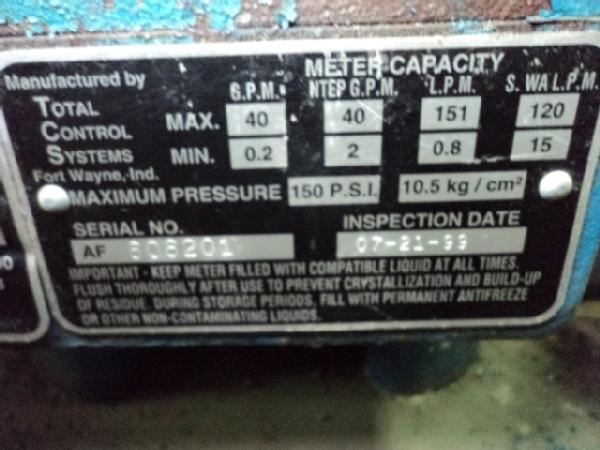 METER CAPACITY
Manufactured by
G.P.M. NTEP G.P.M. L.P.M. S. WA L.P.M.
TOTAL
CONTROL
SYSTEMS
Fort Wayne, Ind.
MAX. 40 40 151 120
MIN. 0.2 2 0.8 15
MAXIMUM PRESSURE 150 P.S.I. 10.5 kg / cm²
SERIAL NO. INSPECTION DATE
AF 606201 07-21-99
IMPORTANT - KEEP METER FILLED WITH COMPATIBLE LIQUID AT ALL TIMES.
FLUSH THOROUGHLY AFTER USE TO PREVENT CRYSTALLIZATION AND BUILD-UP
OF RESIDUE. DURING STORAGE PERIODS, FILL WITH PERMANENT ANTIFREEZE
OR OTHER NON-CONTAMINATING LIQUIDS.